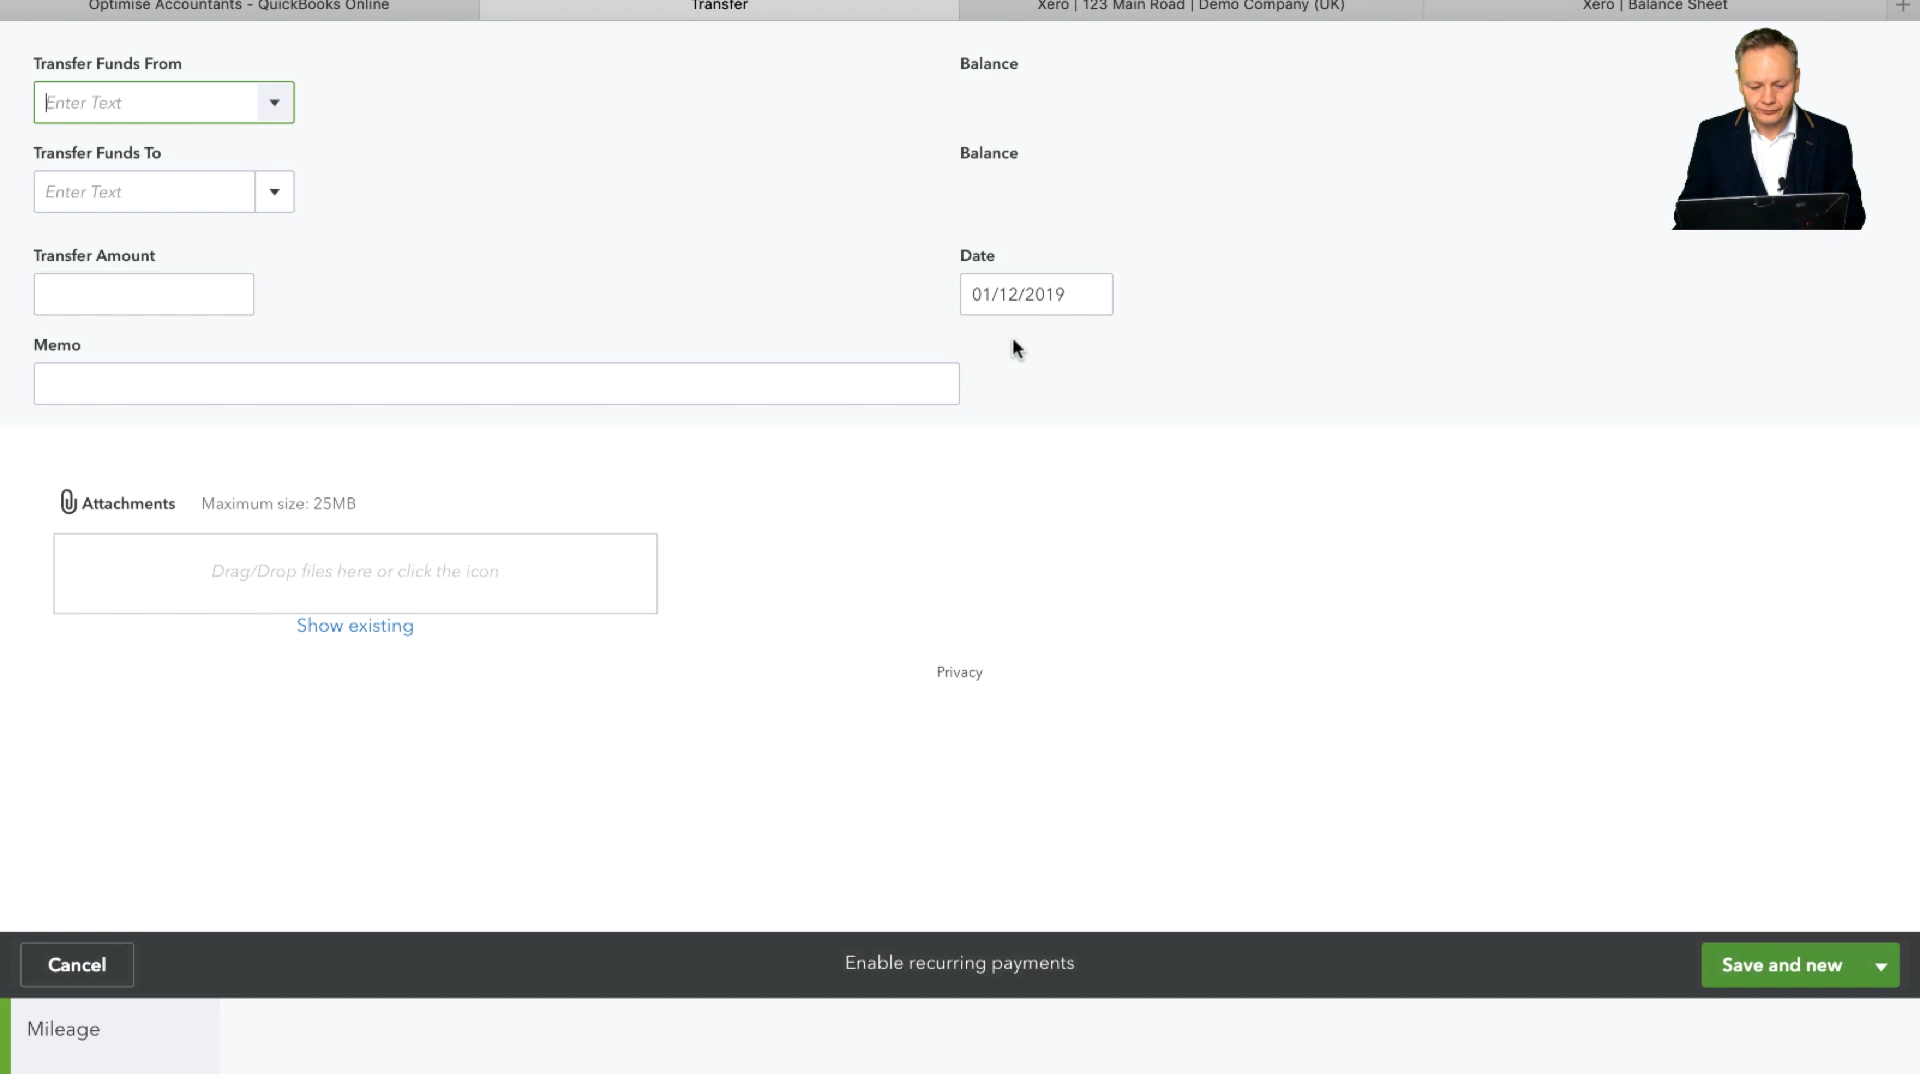 Optimise Accountants - QuickBooks Online
Transfer
Xero | 123 Main Road | Demo Company (UK)
Xero | Balance Sheet
Transfer Funds From
Balance
Enter Text
Transfer Funds To
Balance
Enter Text
Transfer Amount
Date
01/12/2019
Memo
Attachments Maximum size: 25MB
Drag/Drop files here or click the icon
Show existing
Privacy
Cancel
Enable recurring payments
Save and new
Mileage